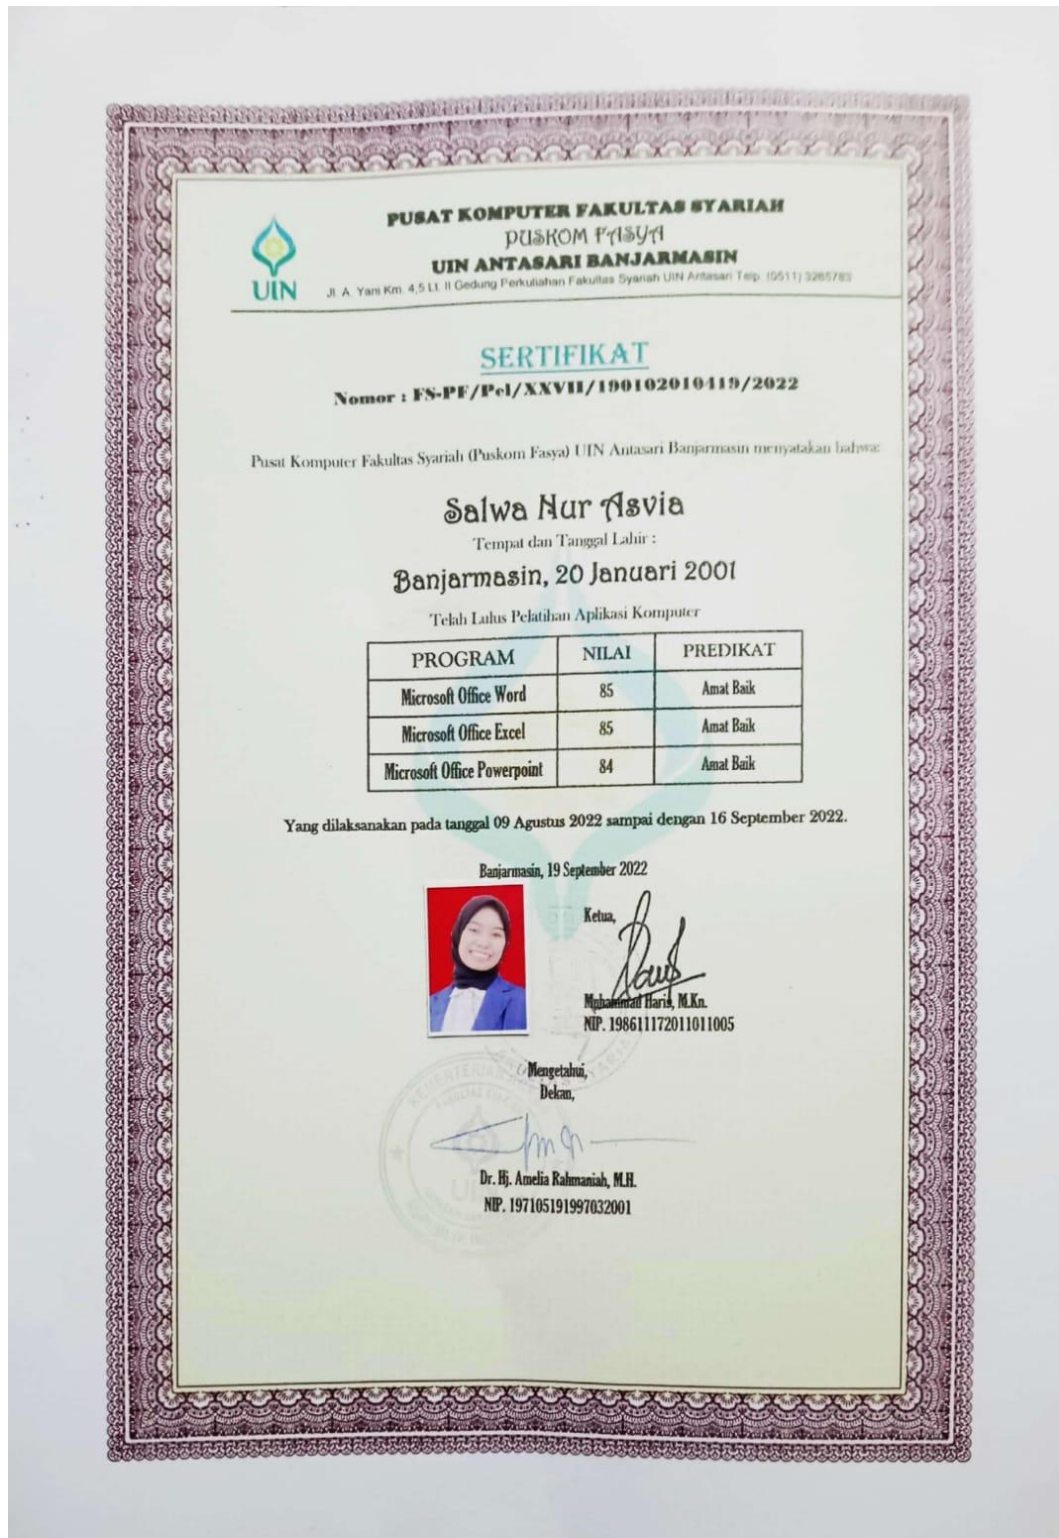 PUSAT KOMPUTER FAKULTAS SYARIAH
PUSKOM FASYA
UIN ANTASARI BANJARMASIN
UIN
Jl. A. Yani Km. 4,5 Lt. II Gedung Perkuliahan Fakultas Syariah UIN Antasari Telp. (0511) 3265783
SERTIFIKAT
Nomor : FS-PF/Pel/XXVII/190102010419/2022
Pusat Komputer Fakultas Syariah (Puskom Fasya) UIN Antasari Banjarmasin menyatakan bahwa:
Salwa Nur Asvia
Tempat dan Tanggal Lahir :
Banjarmasin, 20 Januari 2001
Telah Lulus Pelatihan Aplikasi Komputer
PROGRAM NILAI PREDIKAT
Microsoft Office Word 85 Amat Baik
Microsoft Office Excel 85 Amat Baik
Microsoft Office Powerpoint 84 Amat Baik
Yang dilaksanakan pada tanggal 09 Agustus 2022 sampai dengan 16 September 2022.
Banjarmasin, 19 September 2022
Ketua,
Muhammad Haris, M.Kn.
NIP. 198611172011011005
Mengetahui,
Dekan,
KEMENTERIAN
UIN
Dr. Hj. Amelia Rahmaniah, M.H.
NIP. 197105191997032001